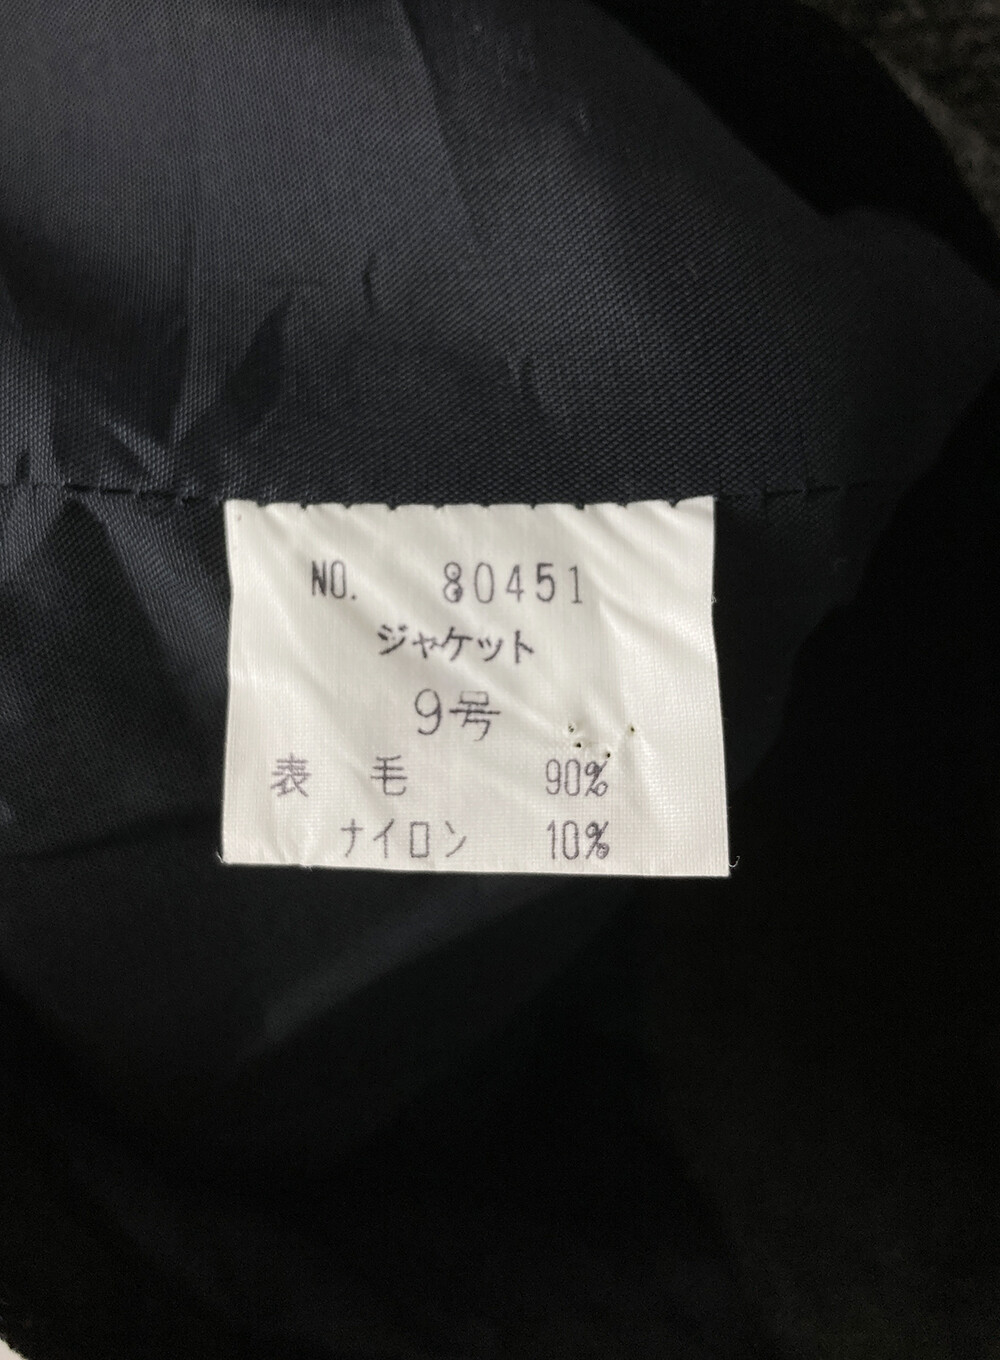 NO. 80451
ジャケット
9号
表 毛 90%
ナイロン 10%